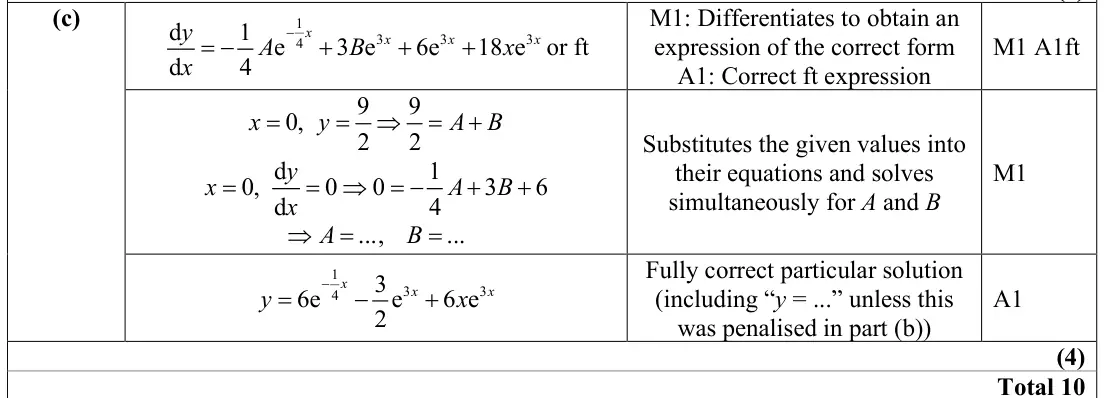 (c)
dy/dx = −1/4 Ae^(−1/4 x) + 3Be^(3x) + 6e^(3x) + 18xe^(3x) or ft
M1: Differentiates to obtain an
expression of the correct form
A1: Correct ft expression
M1 A1ft
x = 0, y = 9/2 ⇒ 9/2 = A + B
x = 0, dy/dx = 0 ⇒ 0 = −1/4 A + 3B + 6
⇒ A = ..., B = ...
Substitutes the given values into
their equations and solves
simultaneously for A and B
M1
y = 6e^(−1/4 x) − 3/2 e^(3x) + 6xe^(3x)
Fully correct particular solution
(including “y = ...” unless this
was penalised in part (b))
A1
(4)
Total 10